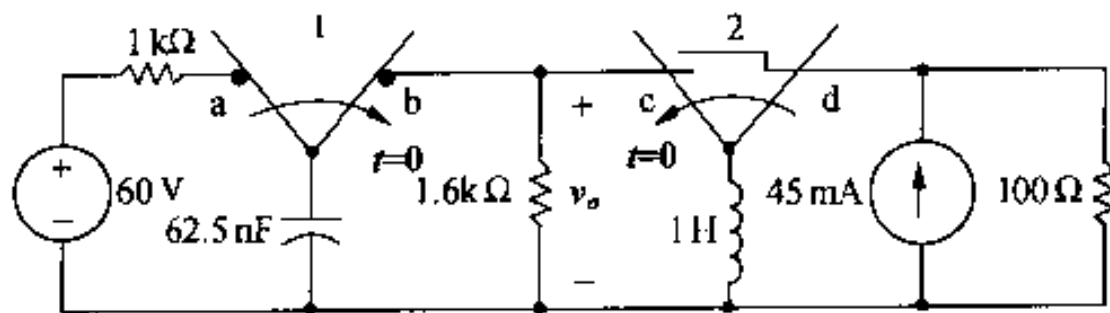 1
2
1 kΩ
a
b
+
c
d
t=0
t=0
+
60 V
−
62.5 nF
1.6k Ω
v_o
1 H
45 mA
100 Ω
−